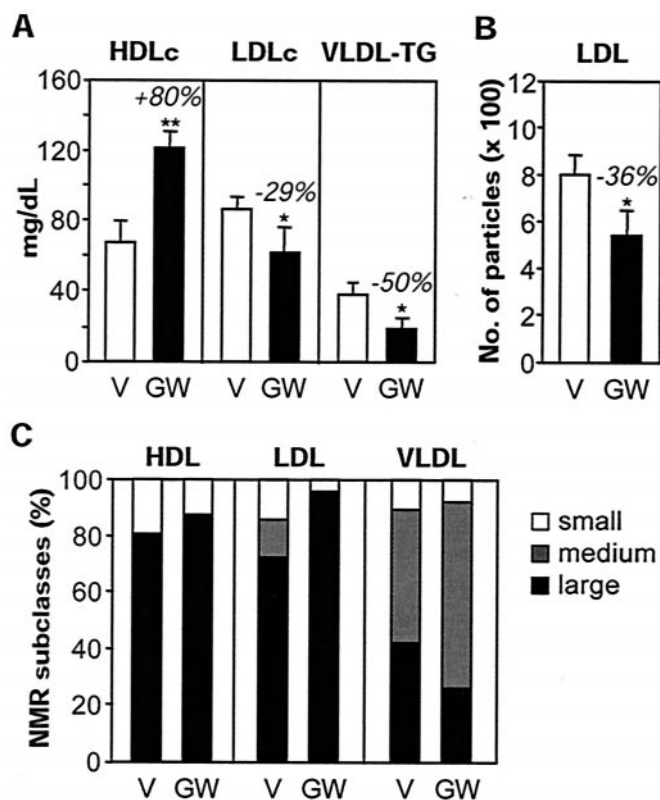 A
HDLc LDLc VLDL-TG
mg/dL
160
120
80
40
0
+80%
**
-29%
*
-50%
*
V GW V GW V GW
B
LDL
No. of particles (x 100)
12
10
8
6
4
2
0
-36%
*
V GW
C
HDL LDL VLDL
NMR subclasses (%)
100
80
60
40
20
0
V GW V GW V GW
small
medium
large